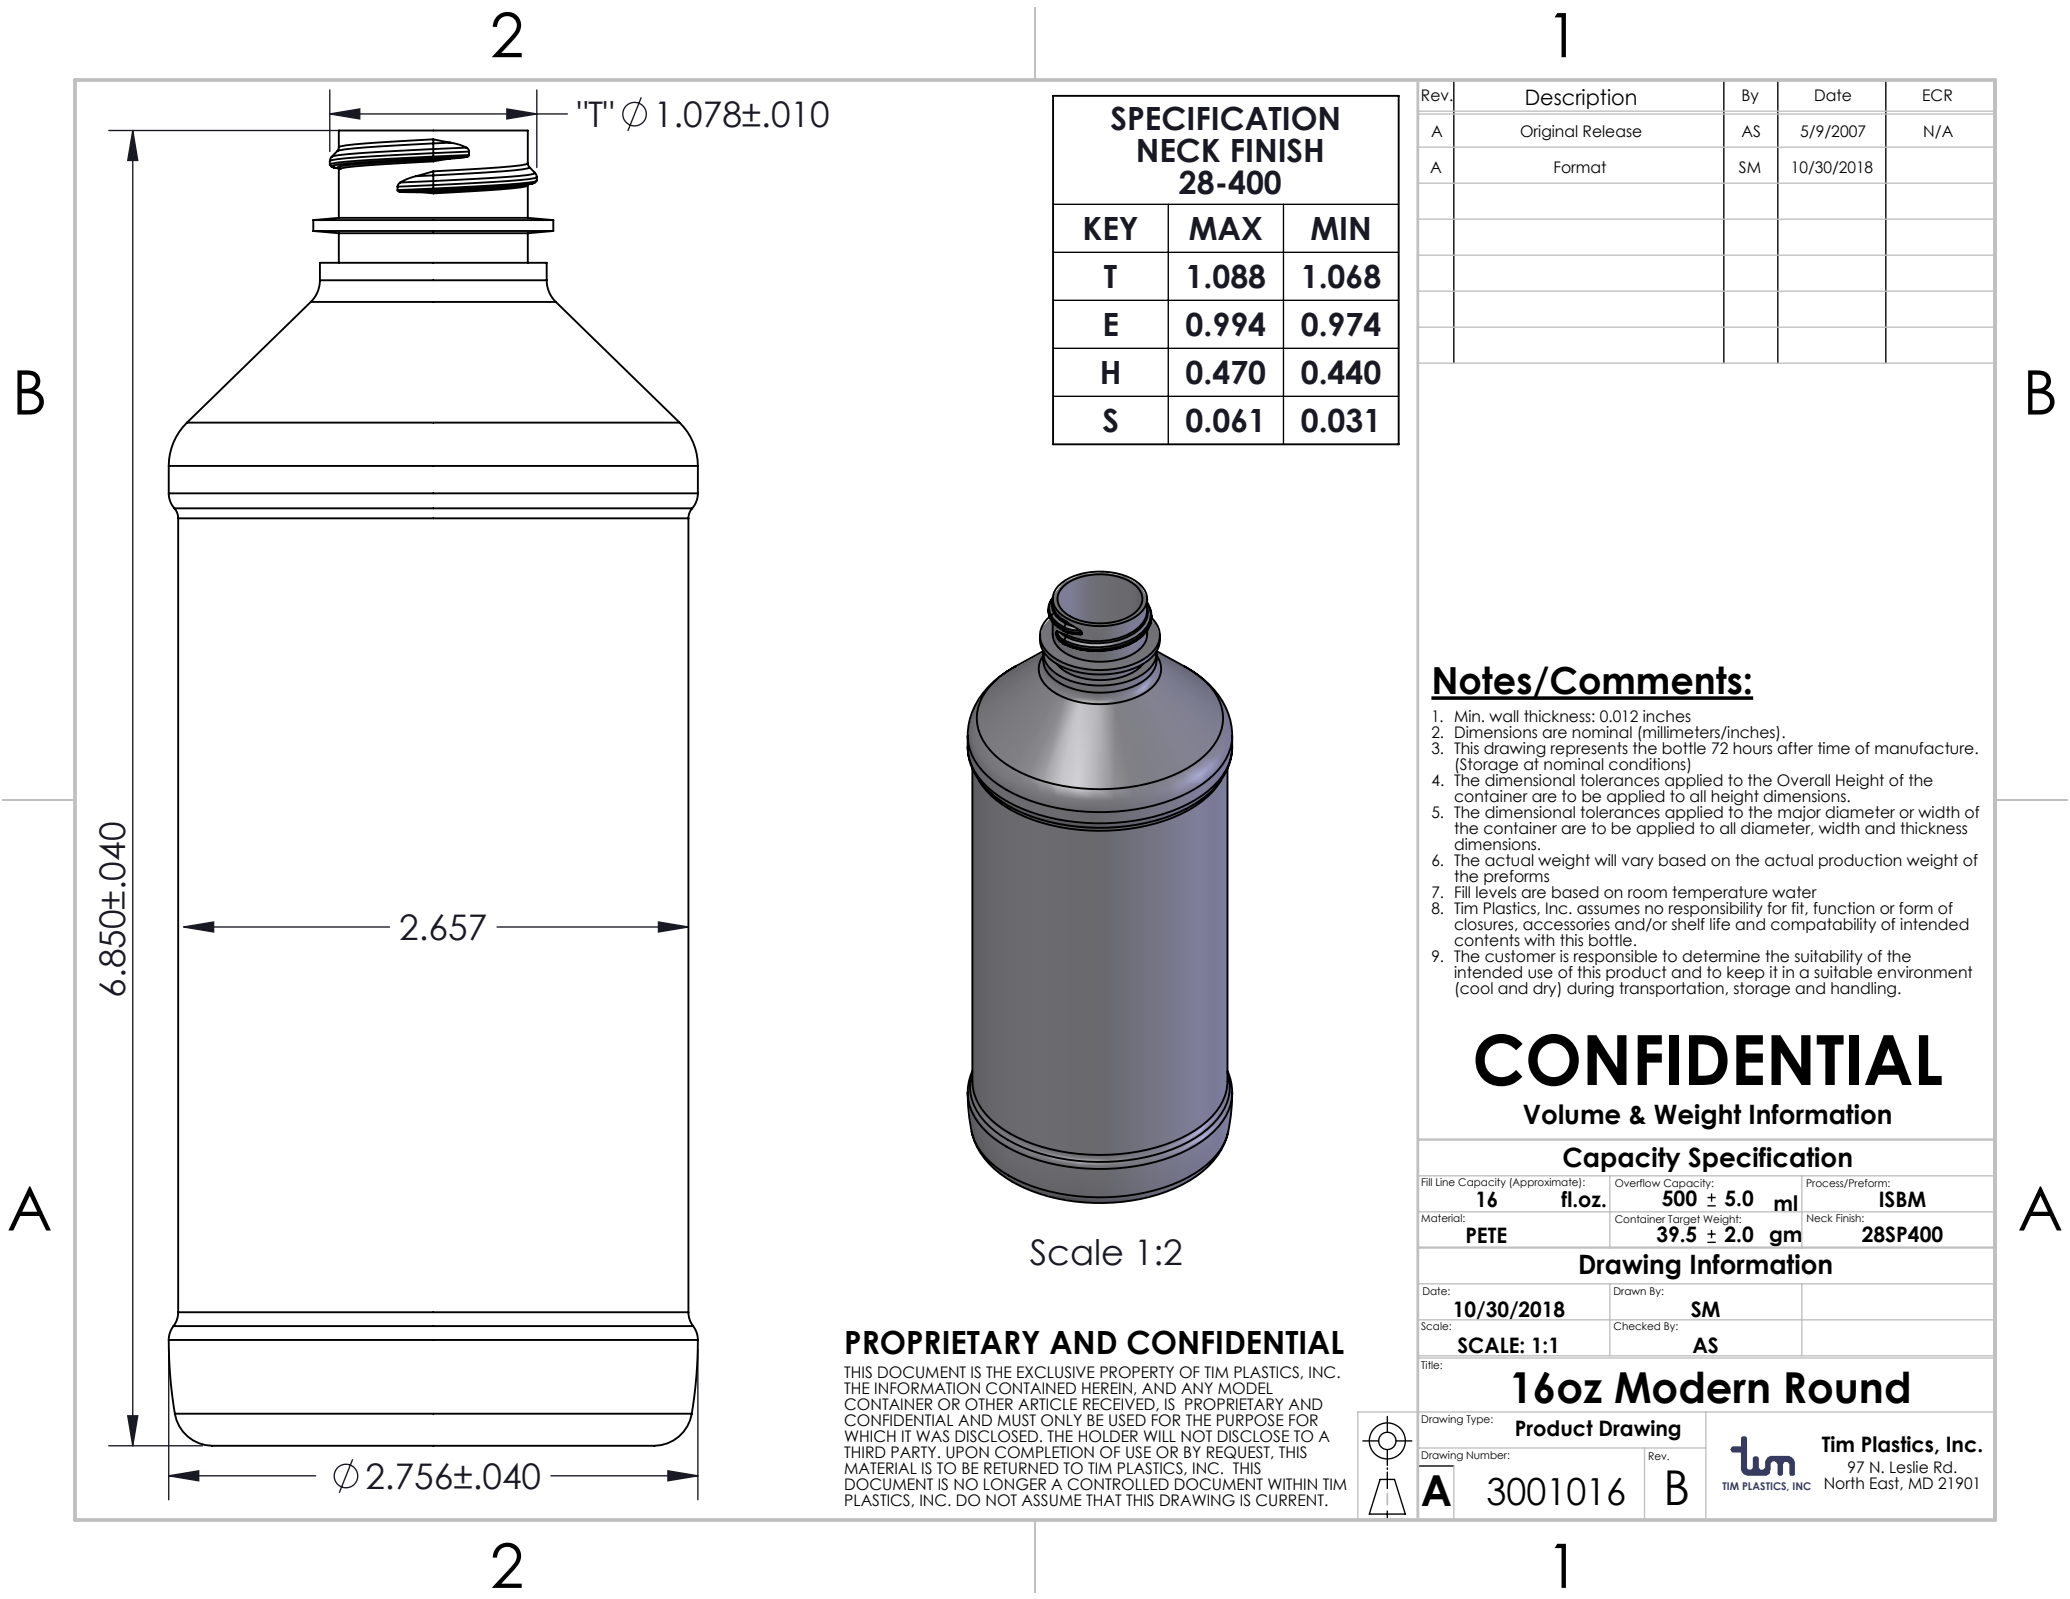 2
1
"T" ∅ 1.078±.010
6.850±.040
2.657
∅ 2.756±.040
SPECIFICATION
NECK FINISH
28-400
KEY MAX MIN
T 1.088 1.068
E 0.994 0.974
H 0.470 0.440
S 0.061 0.031
Scale 1:2
Rev. Description By Date ECR
A Original Release AS 5/9/2007 N/A
A Format SM 10/30/2018
B
B
Notes/Comments:
1. Min. wall thickness: 0.012 inches
2. Dimensions are nominal (millimeters/inches).
3. This drawing represents the bottle 72 hours after time of manufacture.
(Storage at nominal conditions)
4. The dimensional tolerances applied to the Overall Height of the
container are to be applied to all height dimensions.
5. The dimensional tolerances applied to the major diameter or width of
the container are to be applied to all diameter, width and thickness
dimensions.
6. The actual weight will vary based on the actual production weight of
the preforms
7. Fill levels are based on room temperature water
8. Tim Plastics, Inc. assumes no responsibility for fit, function or form of
closures, accessories and/or shelf life and compatability of intended
contents with this bottle.
9. The customer is responsible to determine the suitability of the
intended use of this product and to keep it in a suitable environment
(cool and dry) during transportation, storage and handling.
CONFIDENTIAL
Volume & Weight Information
Capacity Specification
Fill Line Capacity (Approximate): Overflow Capacity: Process/Preform:
16 fl.oz. 500 ± 5.0 ml ISBM
Material: Container Target Weight: Neck Finish:
PETE 39.5 ± 2.0 gm 28SP400
Drawing Information
Date: Drawn By:
10/30/2018 SM
Scale: Checked By:
SCALE: 1:1 AS
Title:
16oz Modern Round
Drawing Type:
Product Drawing
Drawing Number: Rev.
A 3001016 B
tim
TIM PLASTICS, INC
Tim Plastics, Inc.
97 N. Leslie Rd.
North East, MD 21901
PROPRIETARY AND CONFIDENTIAL
THIS DOCUMENT IS THE EXCLUSIVE PROPERTY OF TIM PLASTICS, INC.
THE INFORMATION CONTAINED HEREIN, AND ANY MODEL
CONTAINER OR OTHER ARTICLE RECEIVED, IS PROPRIETARY AND
CONFIDENTIAL AND MUST ONLY BE USED FOR THE PURPOSE FOR
WHICH IT WAS DISCLOSED. THE HOLDER WILL NOT DISCLOSE TO A
THIRD PARTY. UPON COMPLETION OF USE OR BY REQUEST, THIS
MATERIAL IS TO BE RETURNED TO TIM PLASTICS, INC. THIS
DOCUMENT IS NO LONGER A CONTROLLED DOCUMENT WITHIN TIM
PLASTICS, INC. DO NOT ASSUME THAT THIS DRAWING IS CURRENT.
A
A
2
1